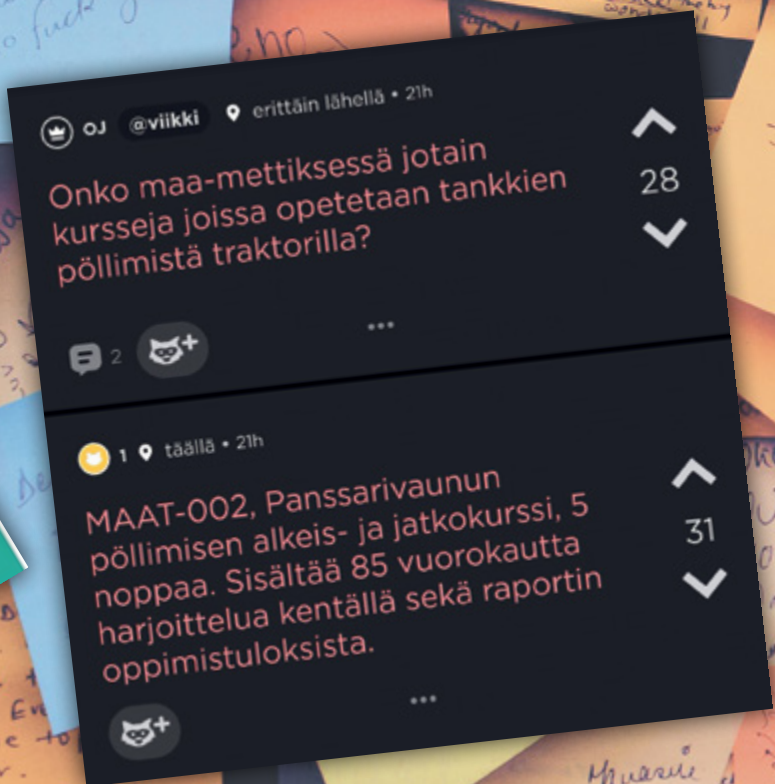 OJ @viikki erittäin lähellä • 21h
Onko maa-mettiksessä jotain
kursseja joissa opetetaan tankkien
pöllimistä traktorilla?
28
2
1 täällä • 21h
MAAT-002, Panssarivaunun
pöllimisen alkeis- ja jatkokurssi, 5
noppaa. Sisältää 85 vuorokautta
harjoittelua kentällä sekä raportin
oppimistuloksista.
31